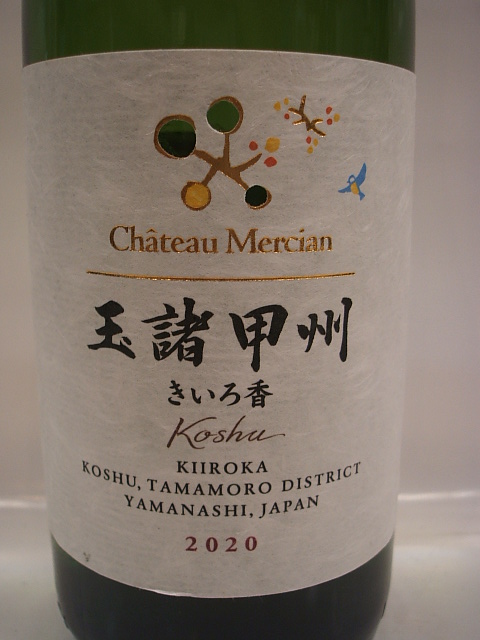 Château Mercian
玉諸甲州
きいろ香
Koshu
KIIROKA
KOSHU, TAMAMORO DISTRICT
YAMANASHI, JAPAN
2020